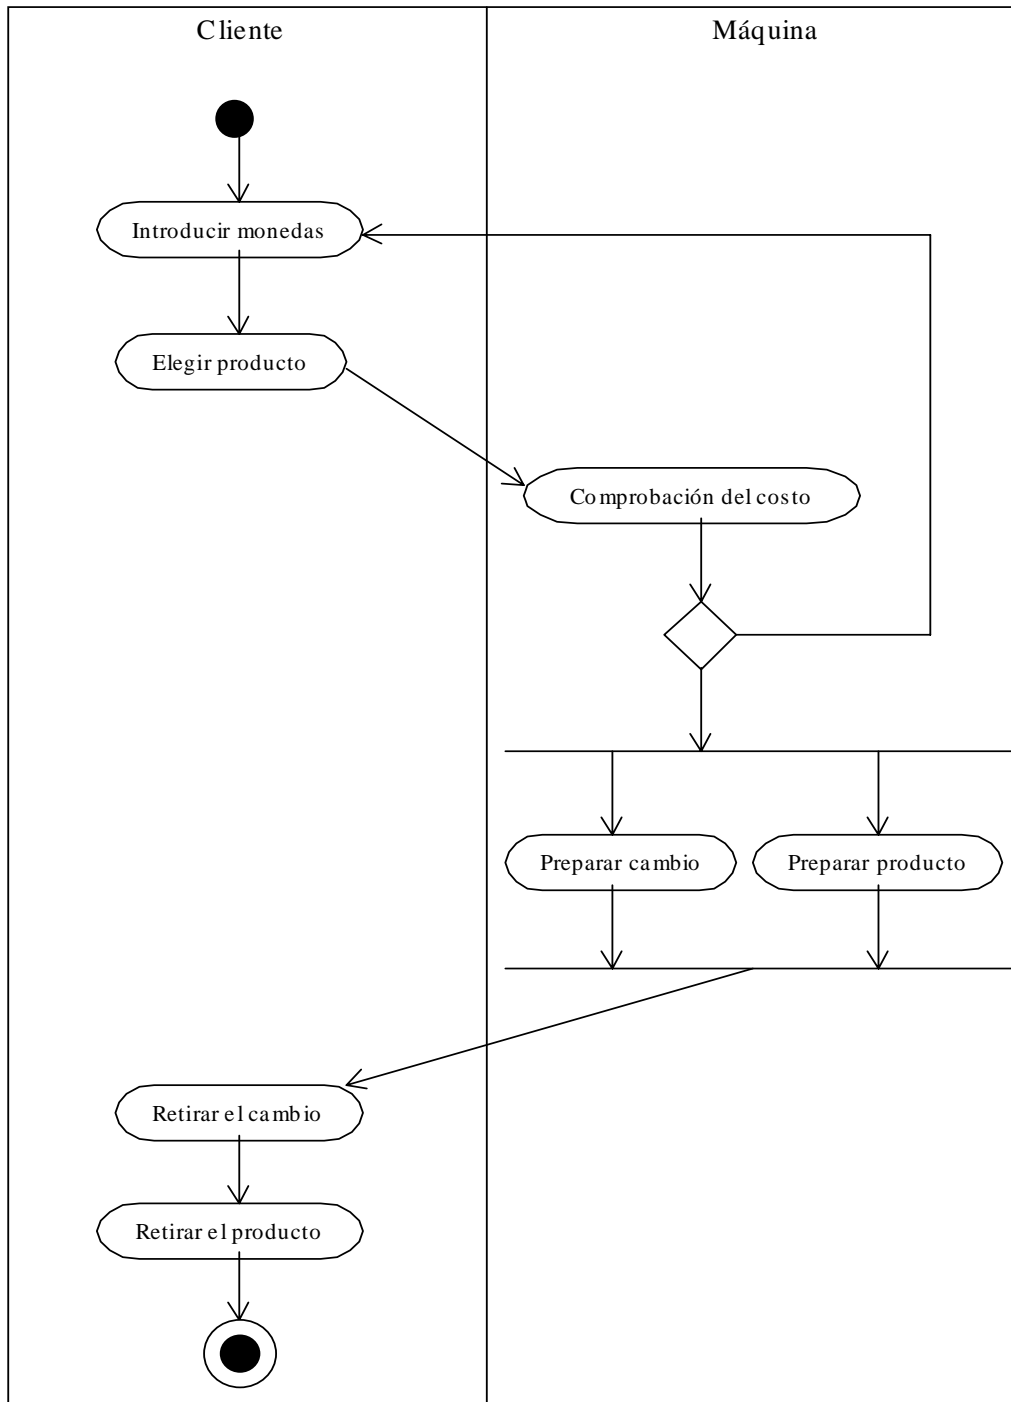 Cliente
Máquina
Introducir monedas
Elegir producto
Comprobación del costo
Preparar cambio
Preparar producto
Retirar el cambio
Retirar el producto